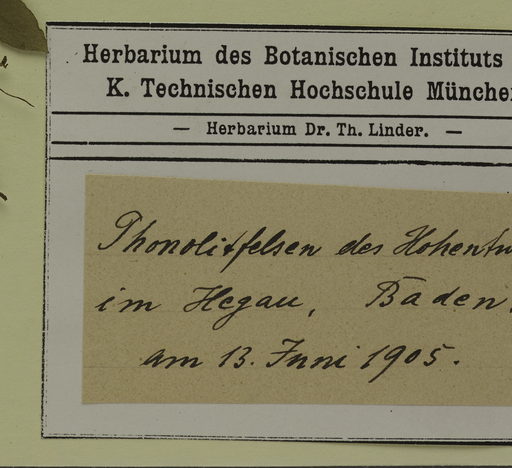 Herbarium des Botanischen Instituts
K. Technischen Hochschule Münche
— Herbarium Dr. Th. Linder. —
Phonolitfelsen des Hohentw
im Hegau, Baden.
am 13. Juni 1905.